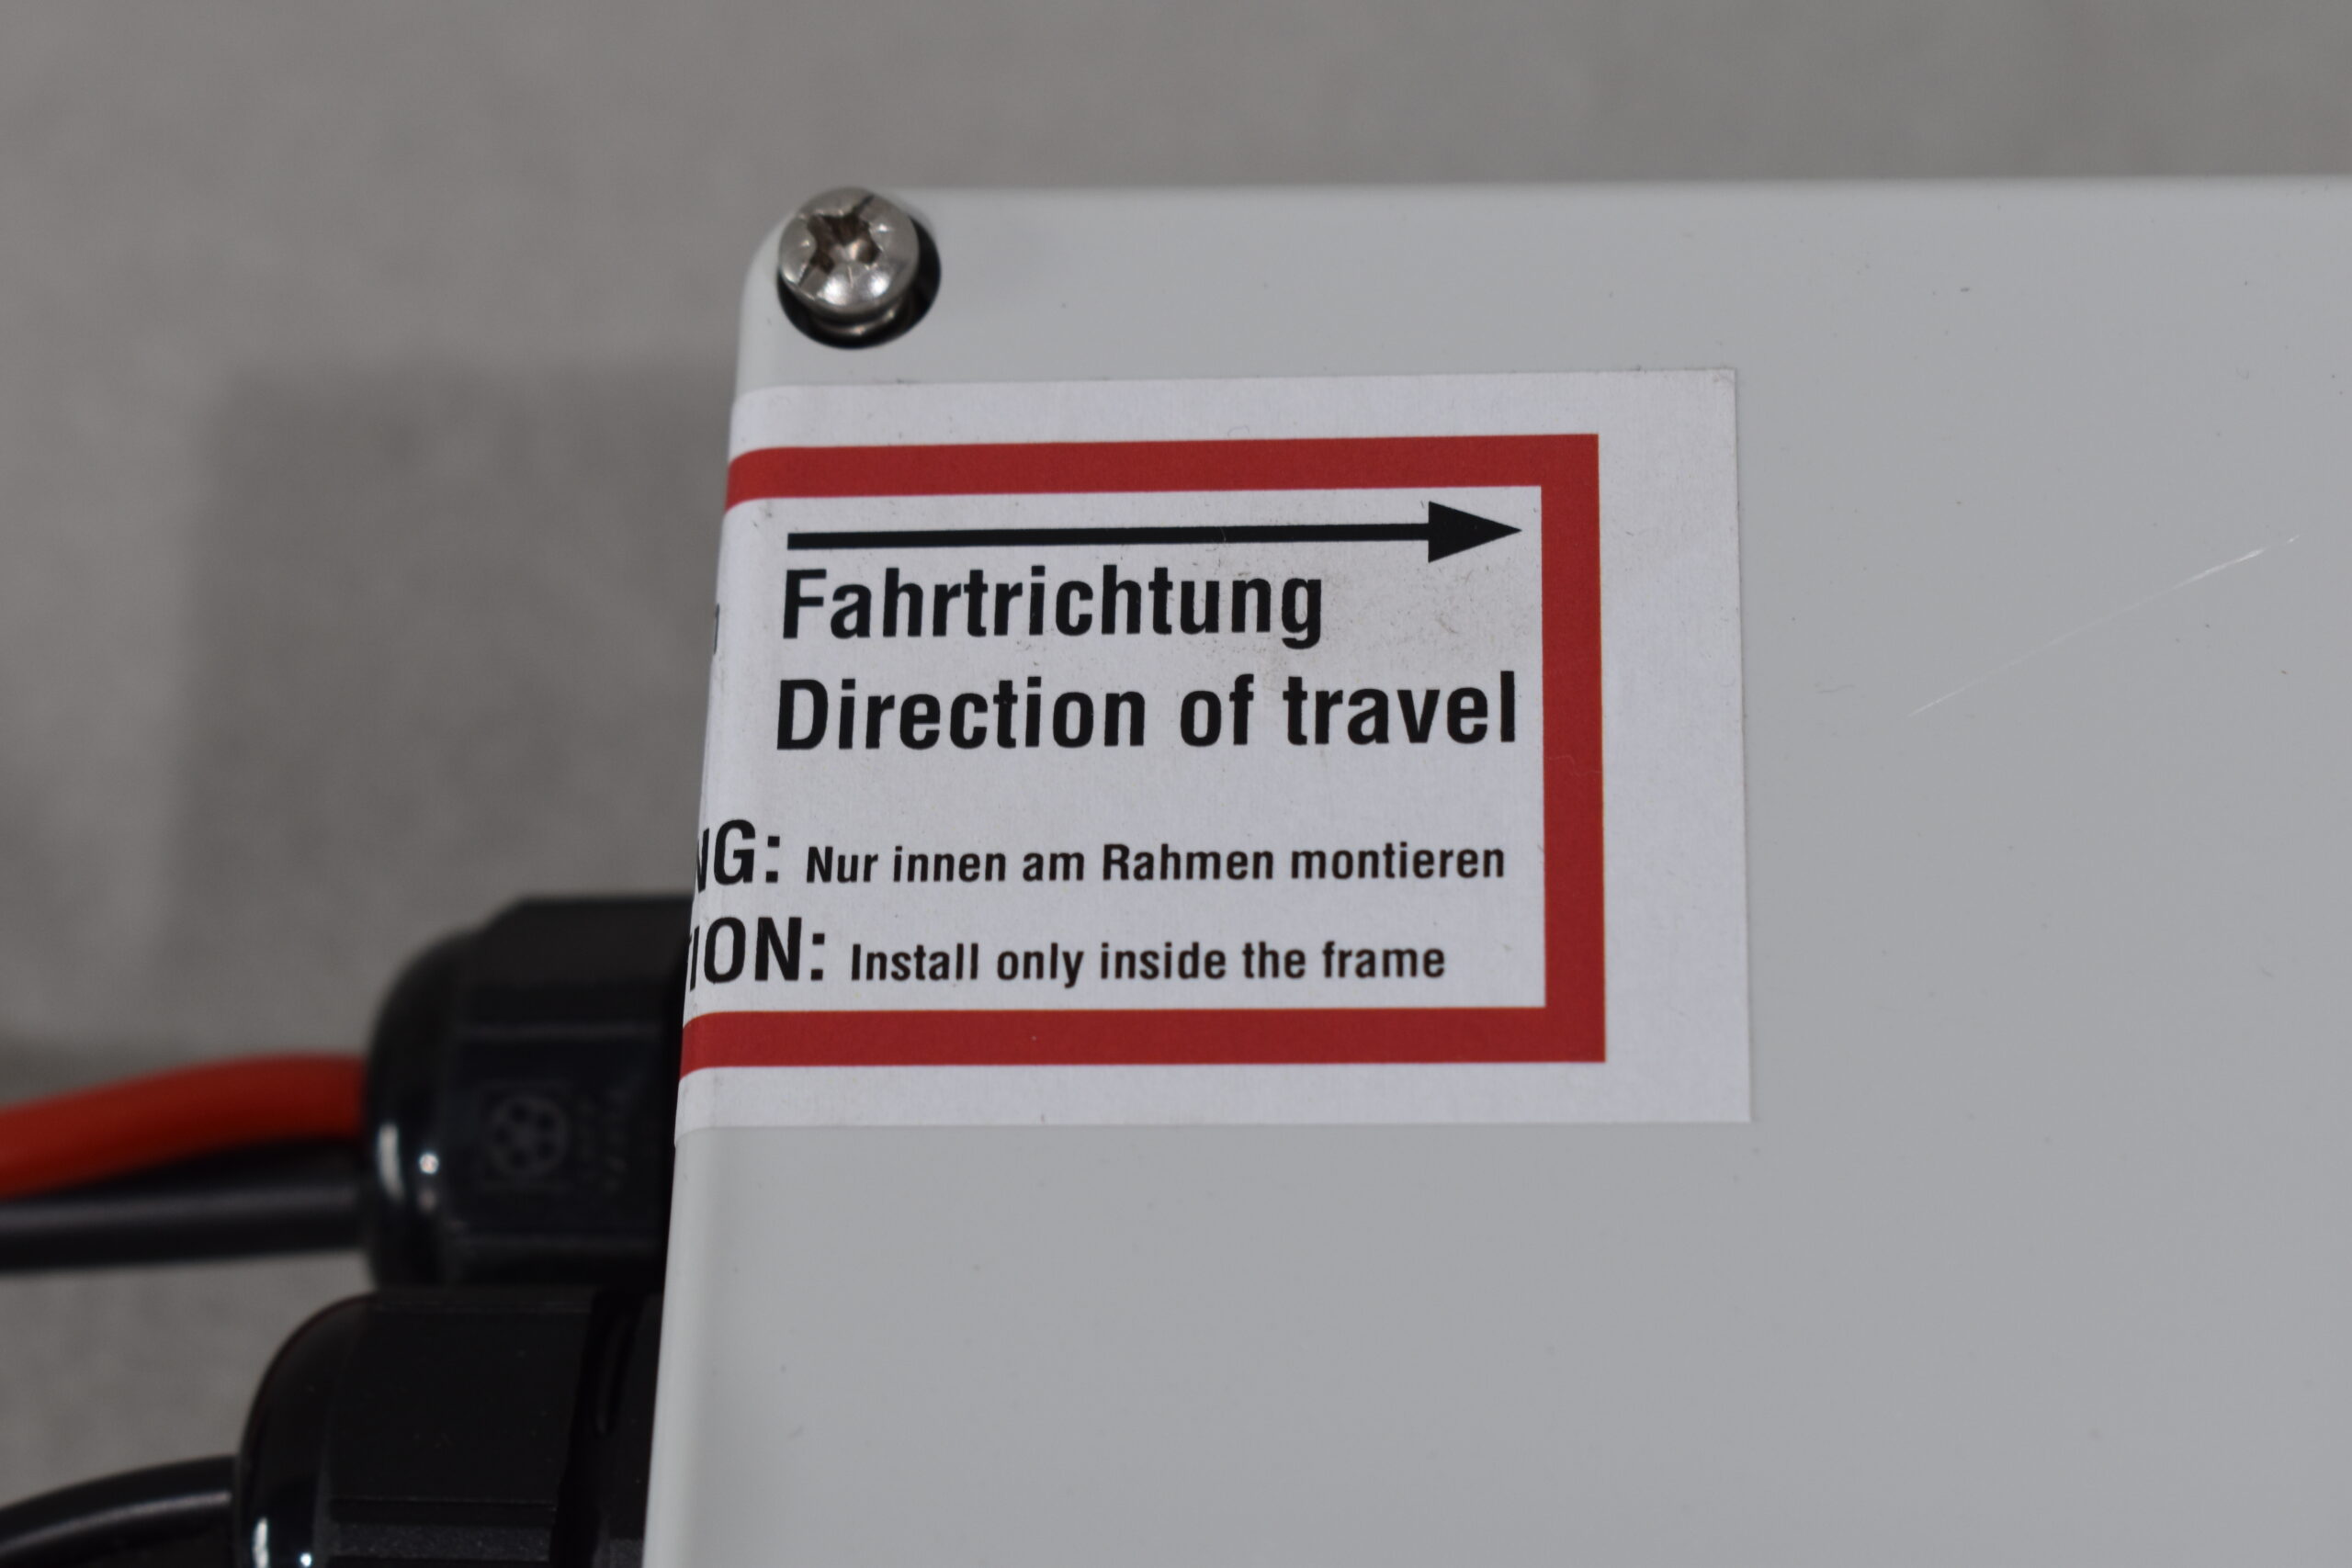 Fahrtrichtung
Direction of travel
NG: Nur innen am Rahmen montieren
ION: Install only inside the frame